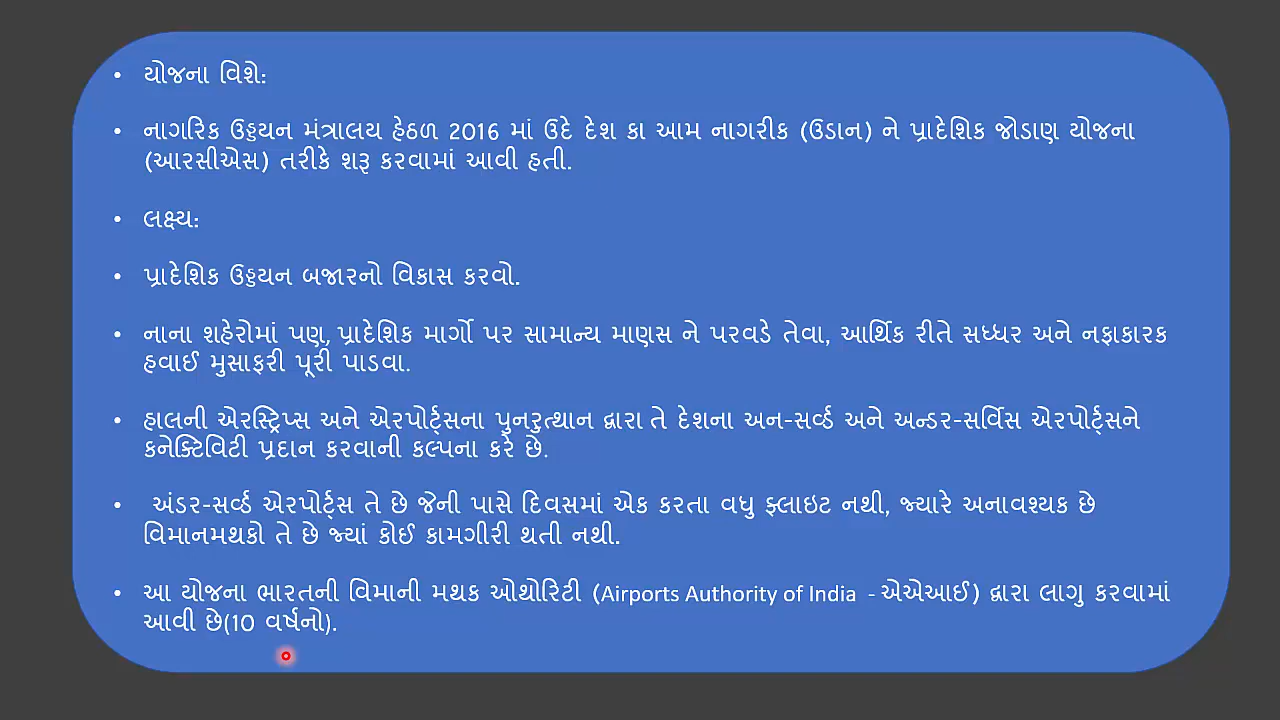 • યોજના વિશે:
• નાગરિક ઉડ્ડયન મંત્રાલય હેઠળ 2016 માં ઉદે દેશ કા આમ નાગરીક (ઉડાન) ને પ્રાદેશિક જોડાણ યોજના
(આરસીએસ) તરીકે શરૂ કરવામાં આવી હતી.
• લક્ષ્ય:
• પ્રાદેશિક ઉડ્ડયન બજારનો વિકાસ કરવો.
• નાના શહેરોમાં પણ, પ્રાદેશિક માર્ગો પર સામાન્ય માણસ ને પરવડે તેવા, આર્થિક રીતે સધ્ધર અને નફાકારક
હવાઈ મુસાફરી પૂરી પાડવા.
• હાલની એરસ્ટ્રિપ્સ અને એરપોર્ટ્સના પુનરુત્થાન દ્વારા તે દેશના અન-સર્વ્ડ અને અન્ડર-સર્વિસ એરપોર્ટ્સને
કનેક્ટિવિટી પ્રદાન કરવાની કલ્પના કરે છે.
• અંડર-સર્વ્ડ એરપોર્ટ્સ તે છે જેની પાસે દિવસમાં એક કરતા વધુ ફ્લાઇટ નથી, જ્યારે અનાવશ્યક છે
વિમાનમથકો તે છે જ્યાં કોઈ કામગીરી થતી નથી.
• આ યોજના ભારતની વિમાની મથક ઓથોરિટી (Airports Authority of India - એએઆઈ) દ્વારા લાગુ કરવામાં
આવી છે(10 વર્ષનો).